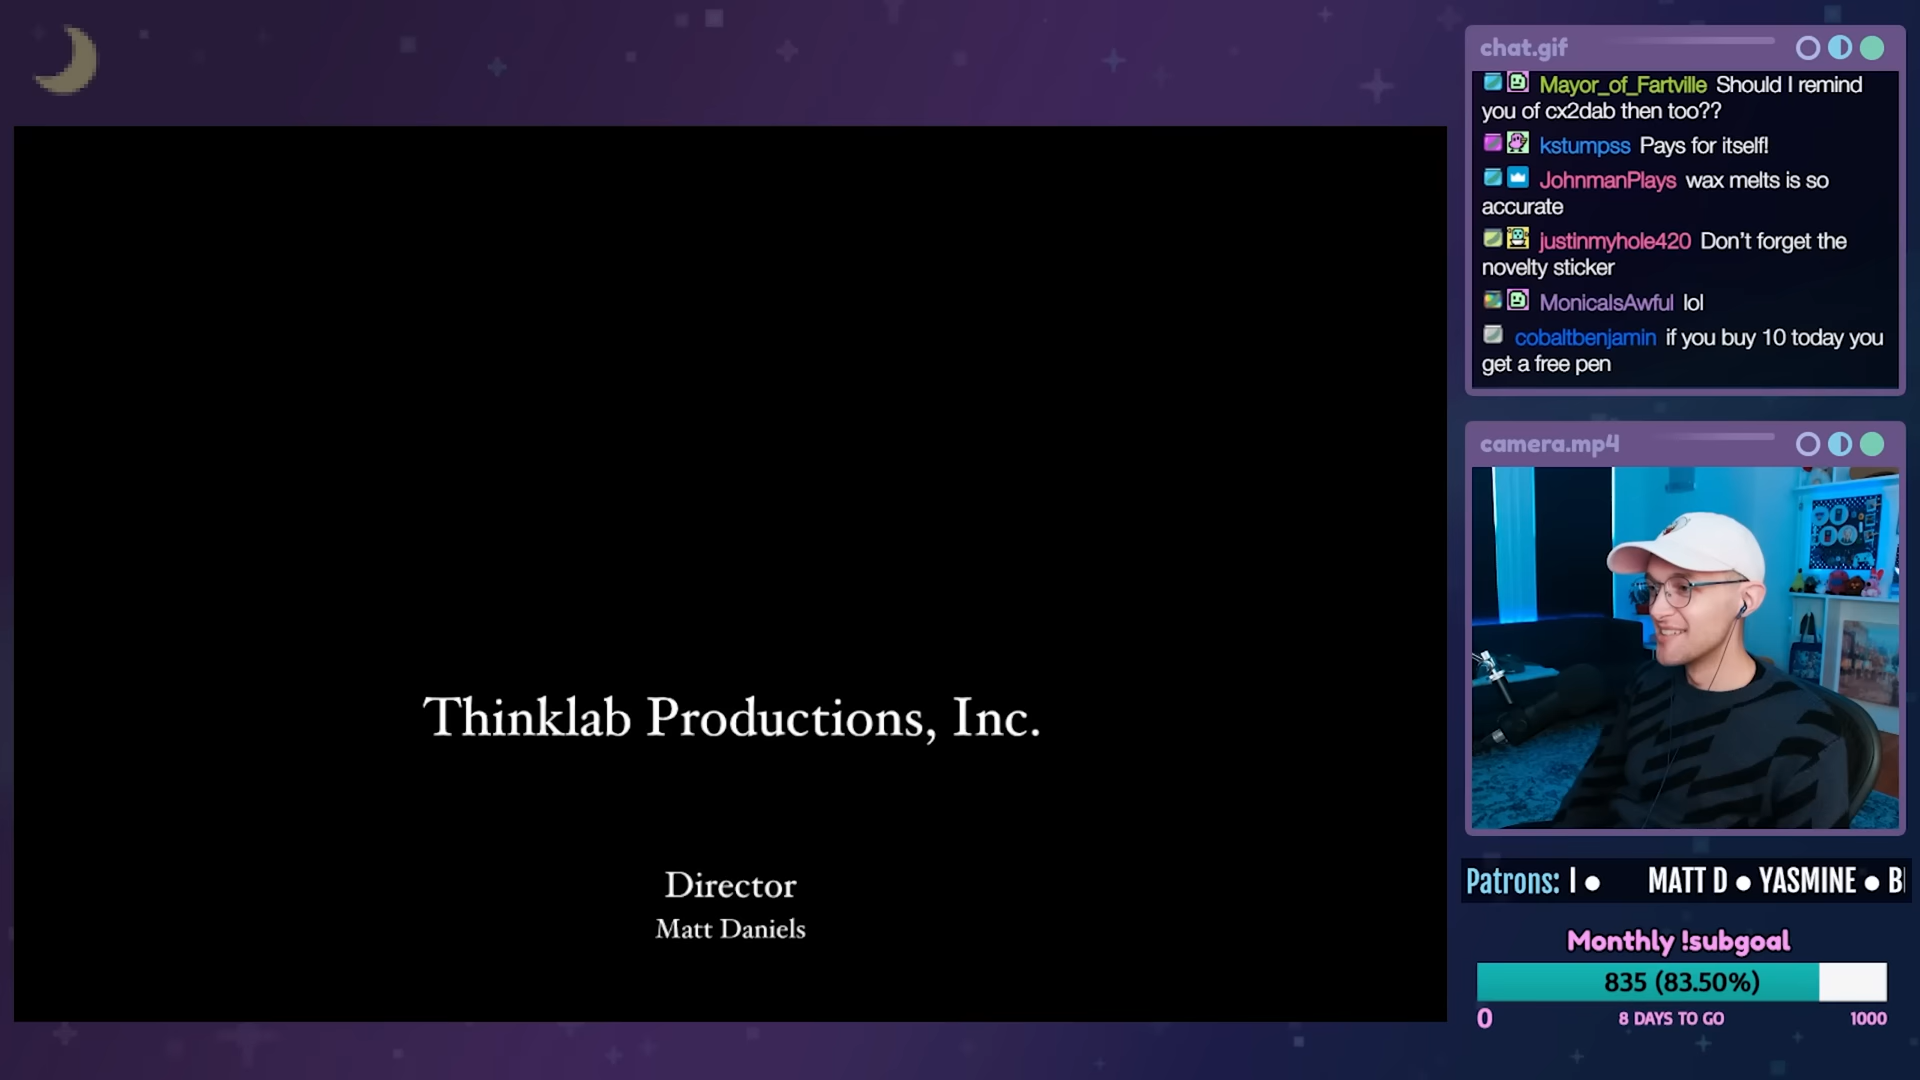 chat.gif
Mayor_of_Fartville Should I remind
you of cx2dab then too??
kstumpss Pays for itself!
JohnmanPlays wax melts is so
accurate
justinmyhole420 Don't forget the
novelty sticker
MonicaIsAwful lol
cobaltbenjamin if you buy 10 today you
get a free pen
camera.mp4
Thinklab Productions, Inc.
Director
Matt Daniels
Patrons: I ● MATT D ● YASMINE ● B
Monthly !subgoal
835 (83.50%)
0 8 DAYS TO GO 1000